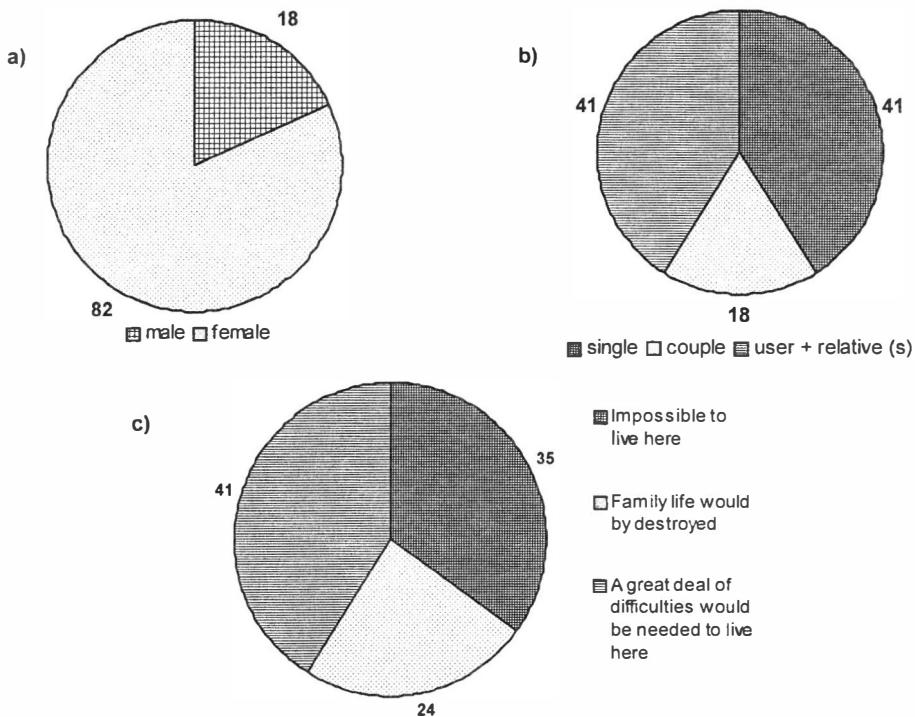 a)
18
82
male female
b)
41
41
18
single couple user + relative (s)
c)
35
41
24
Impossible to
live here
Family life would
by destroyed
A great deal of
difficulties would
be needed to live
here